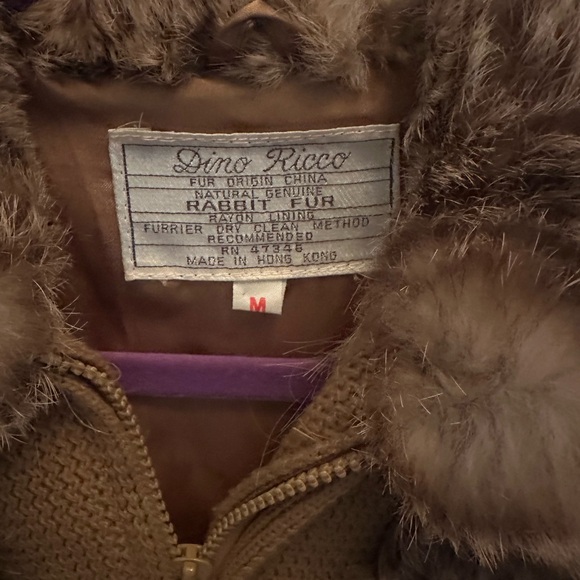 Dino Ricco
FUR ORIGIN CHINA
NATURAL GENUINE
RABBIT FUR
RAYON LINING
FURRIER DRY CLEAN METHOD
RECOMMENDED
RN 47346
MADE IN HONG KONG
M